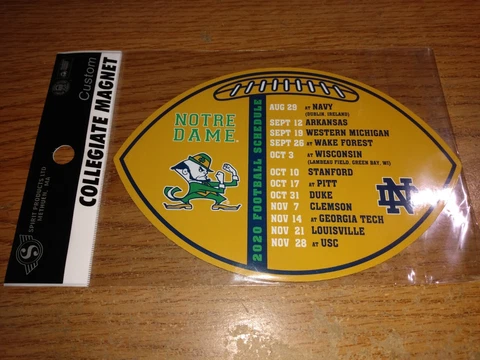 Custom
COLLEGIATE MAGNET
SPIRIT PRODUCTS LTD
METHUEN, MA
NOTRE
DAME
2020 FOOTBALL SCHEDULE
AUG 29 AT NAVY
(DUBLIN, IRELAND)
SEPT 12 ARKANSAS
SEPT 19 WESTERN MICHIGAN
SEPT 26 AT WAKE FOREST
OCT 3 AT WISCONSIN
(LAMBEAU FIELD, GREEN BAY, WI)
OCT 10 STANFORD
OCT 17 AT PITT
OCT 31 DUKE
NOV 7 CLEMSON
NOV 14 AT GEORGIA TECH
NOV 21 LOUISVILLE
NOV 28 AT USC
ND